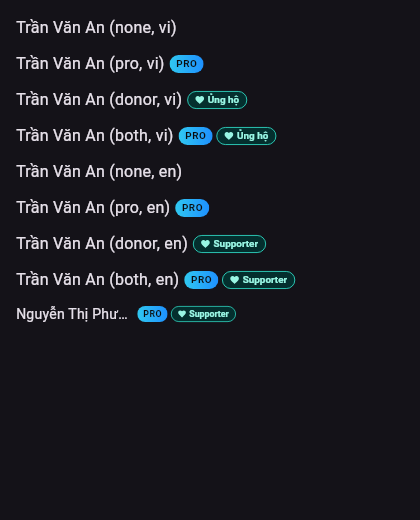 Trần Văn An (none, vi)
Trần Văn An (pro, vi) PRO
Trần Văn An (donor, vi) Ủng hộ
Trần Văn An (both, vi) PRO Ủng hộ
Trần Văn An (none, en)
Trần Văn An (pro, en) PRO
Trần Văn An (donor, en) Supporter
Trần Văn An (both, en) PRO Supporter
Nguyễn Thị Phư... PRO Supporter